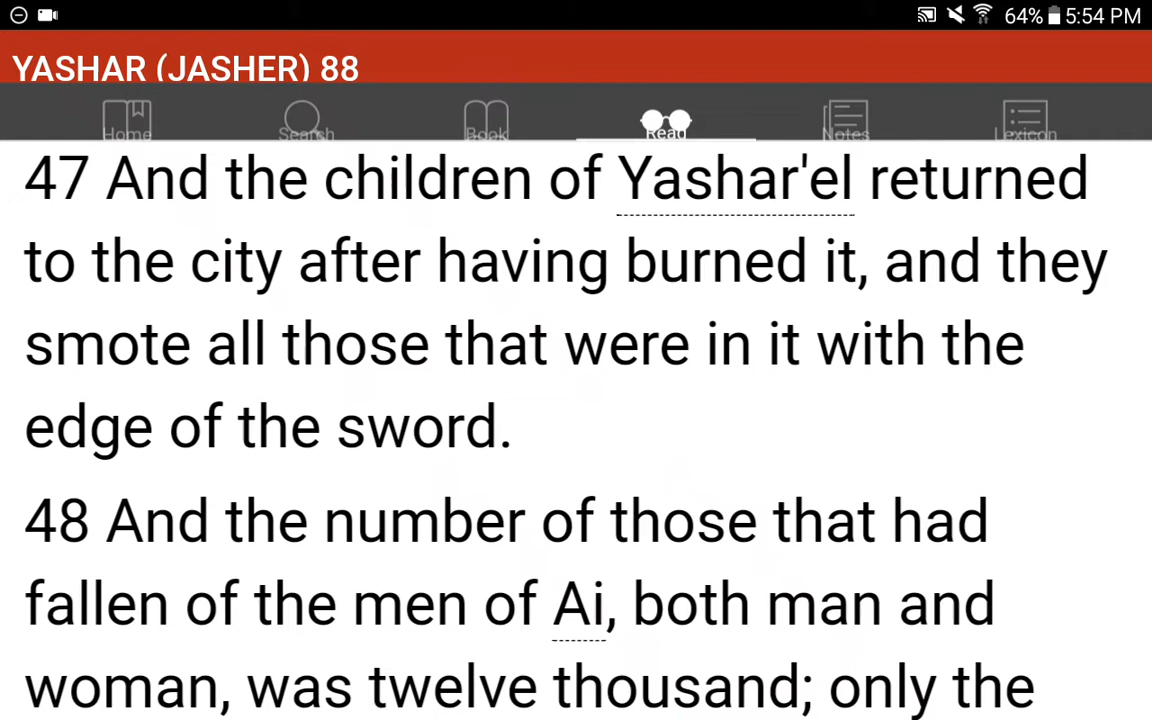 64% 5:54 PM
YASHAR (JASHER) 88
Home Search Book Read Notes Lexicon
47 And the children of Yashar'el returned
to the city after having burned it, and they
smote all those that were in it with the
edge of the sword.
48 And the number of those that had
fallen of the men of Ai, both man and
woman, was twelve thousand; only the